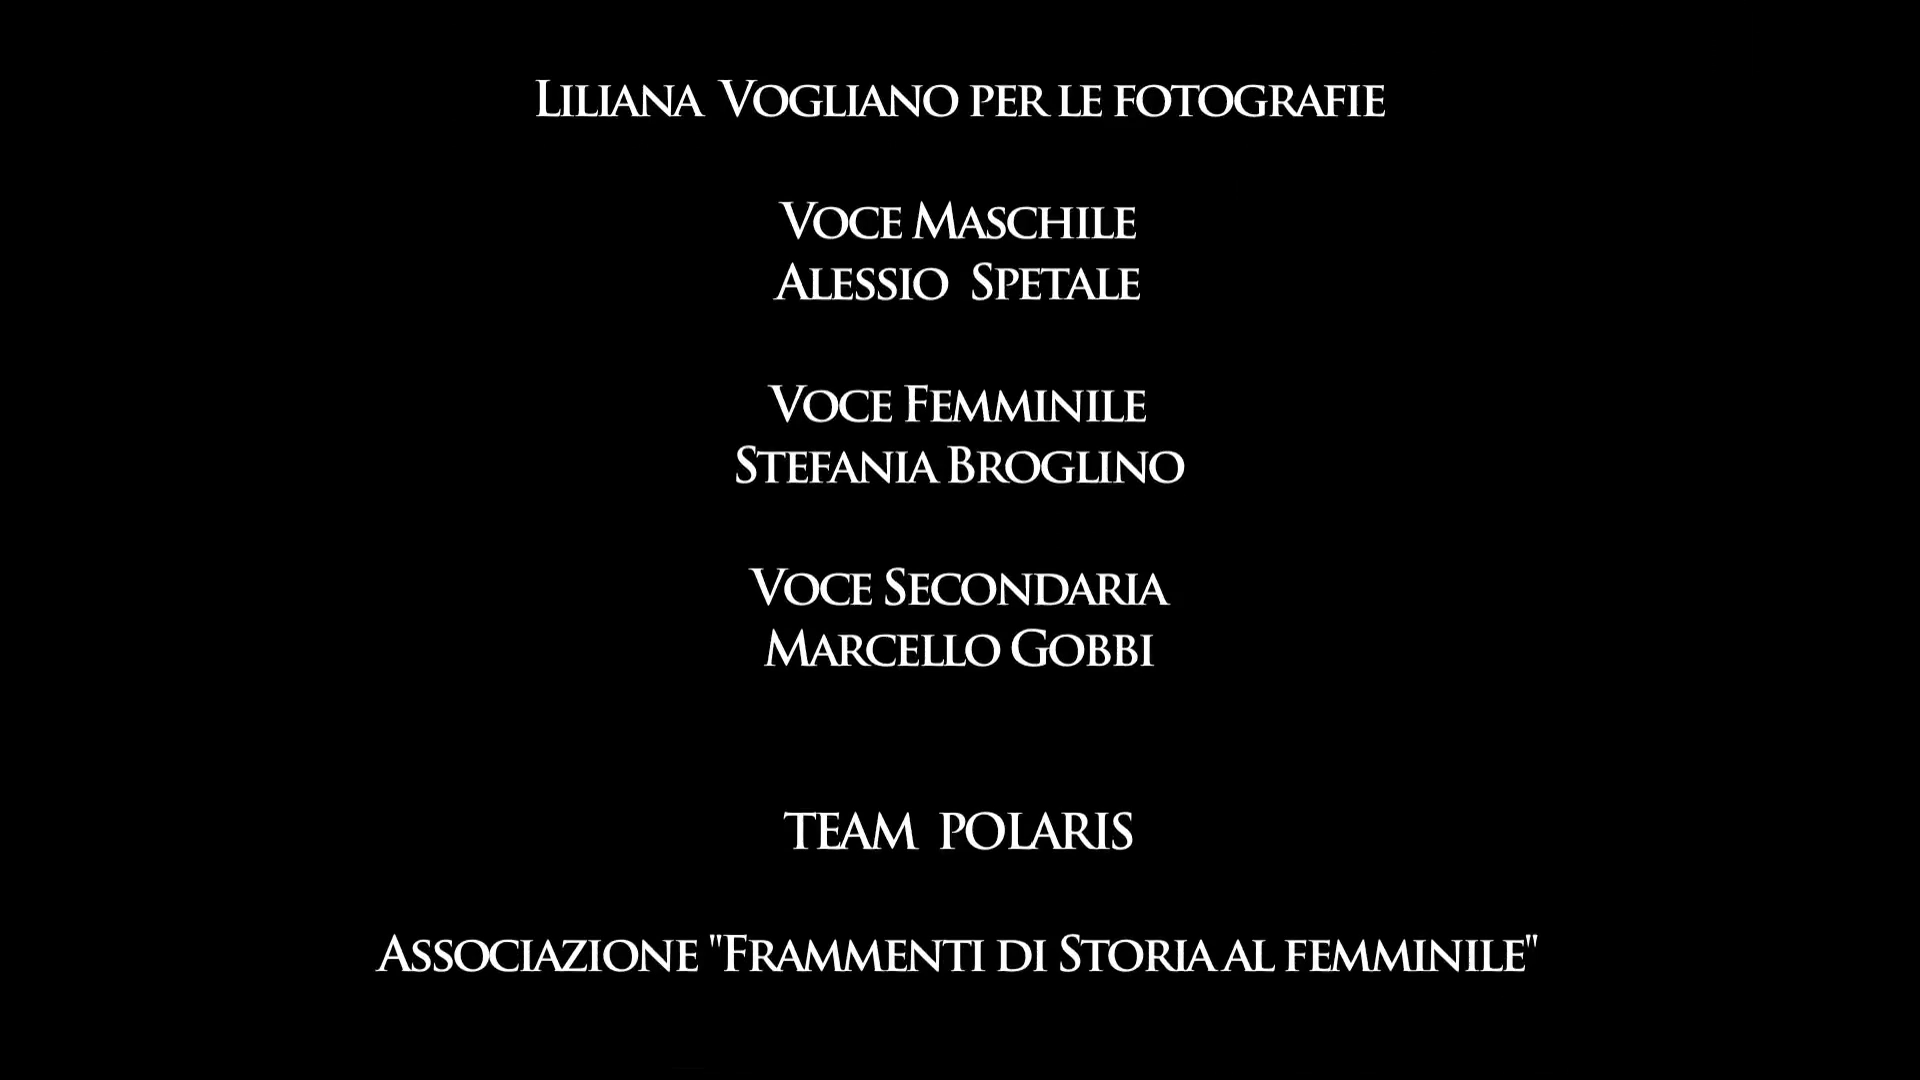 Liliana Vogliano per le fotografie
Voce Maschile
Alessio Spetale
Voce Femminile
Stefania Broglino
Voce Secondaria
Marcello Gobbi
TEAM POLARIS
Associazione "Frammenti di Storia al femminile"